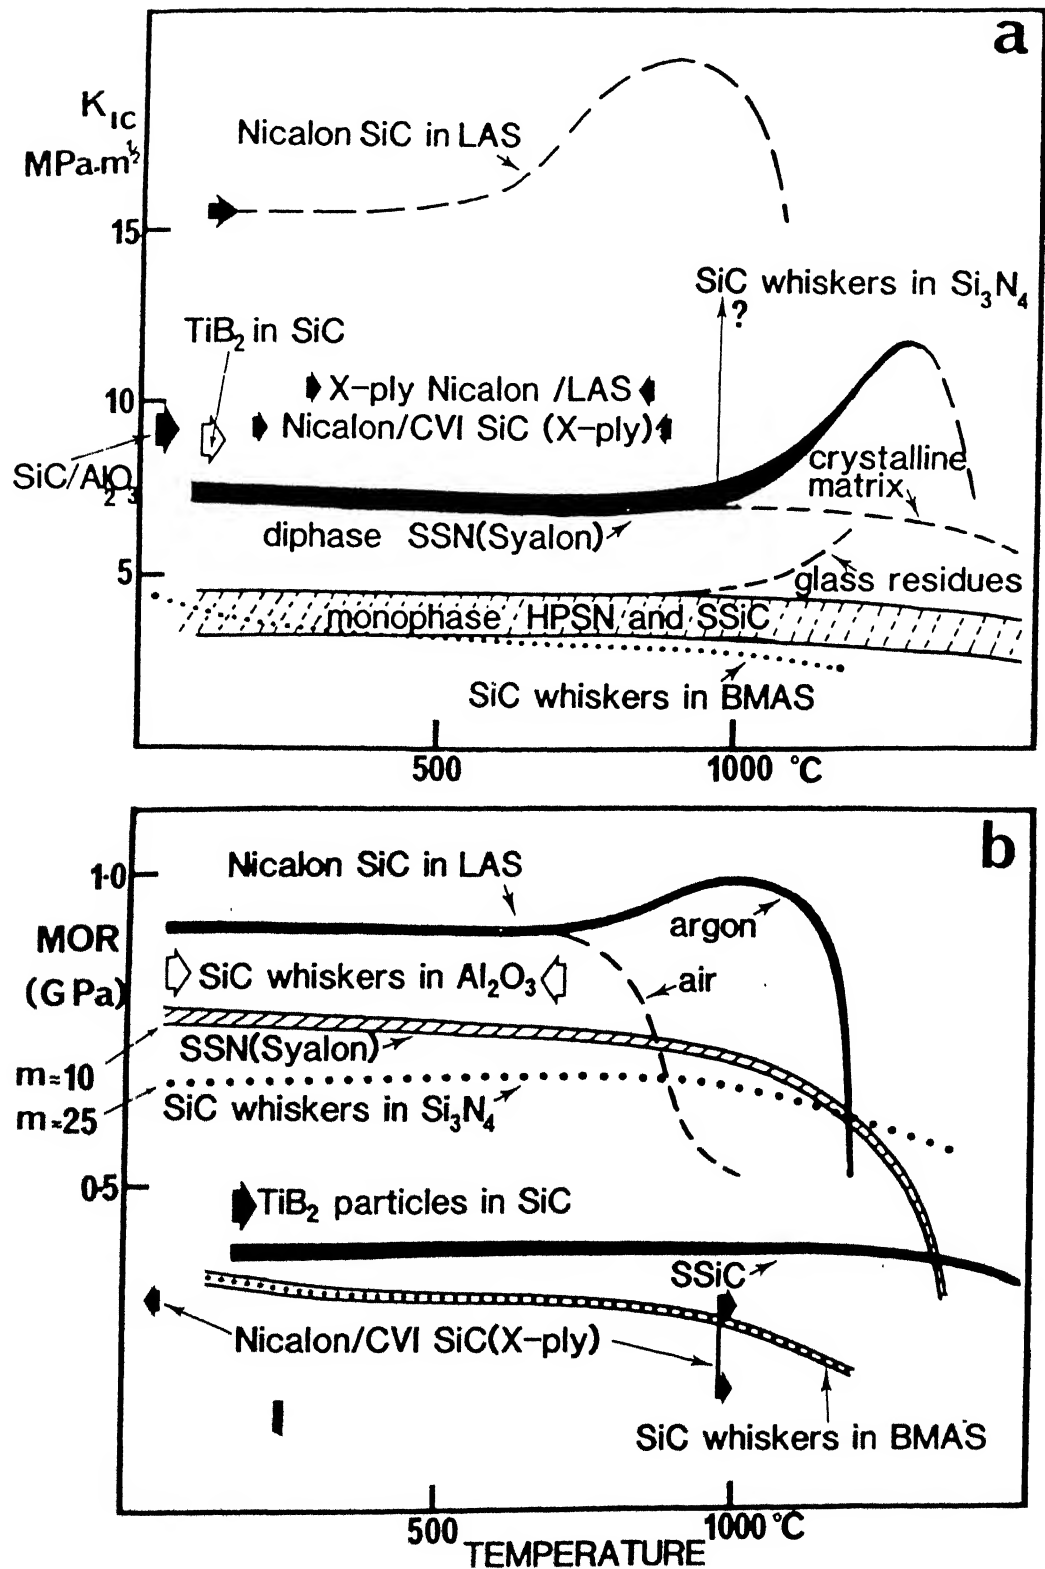 a
K IC
MPa·m½
Nicalon SiC in LAS
15
SiC whiskers in Si3N4
?
TiB2 in SiC
10
X-ply Nicalon /LAS
Nicalon/CVI SiC (X-ply)
SiC/Al2O3
crystalline
matrix
diphase SSN(Syalon)
5
glass residues
monophase HPSN and SSiC
SiC whiskers in BMAS
500
1000 °C
b
1·0
Nicalon SiC in LAS
MOR
(GPa)
argon
SiC whiskers in Al2O3
air
SSN(Syalon)
m≈10
m≈25
SiC whiskers in Si3N4
0·5
TiB2 particles in SiC
SSiC
Nicalon/CVI SiC(X-ply)
SiC whiskers in BMAS
500
1000 °C
TEMPERATURE